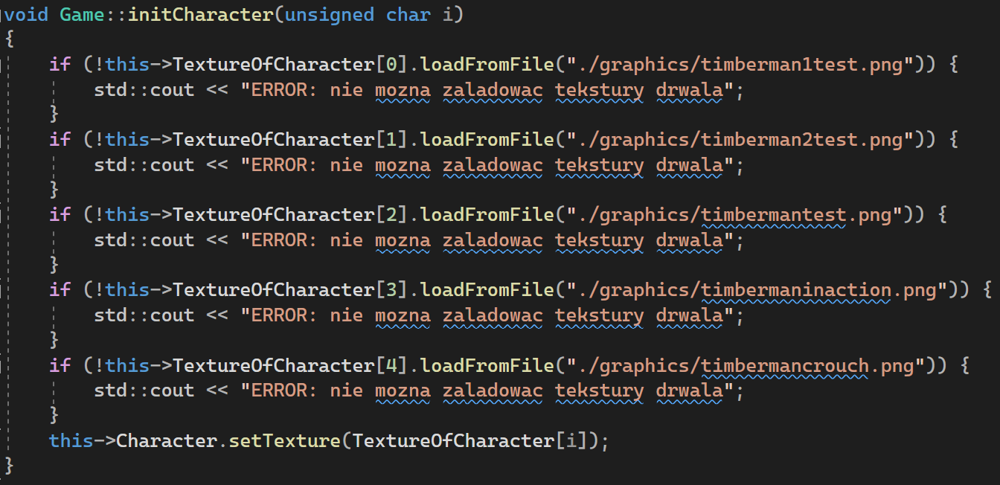 void Game::initCharacter(unsigned char i)
{
if (!this->TextureOfCharacter[0].loadFromFile("./graphics/timberman1test.png")) {
std::cout << "ERROR: nie mozna zaladowac tekstury drwala";
}
if (!this->TextureOfCharacter[1].loadFromFile("./graphics/timberman2test.png")) {
std::cout << "ERROR: nie mozna zaladowac tekstury drwala";
}
if (!this->TextureOfCharacter[2].loadFromFile("./graphics/timbermantest.png")) {
std::cout << "ERROR: nie mozna zaladowac tekstury drwala";
}
if (!this->TextureOfCharacter[3].loadFromFile("./graphics/timbermaninaction.png")) {
std::cout << "ERROR: nie mozna zaladowac tekstury drwala";
}
if (!this->TextureOfCharacter[4].loadFromFile("./graphics/timbermancrouch.png")) {
std::cout << "ERROR: nie mozna zaladowac tekstury drwala";
}
this->Character.setTexture(TextureOfCharacter[i]);
}